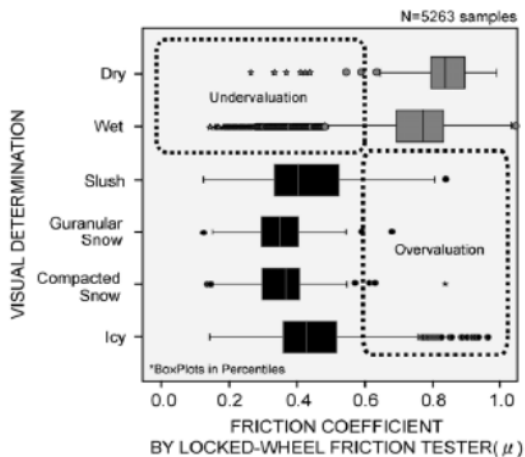 N=5263 samples
VISUAL DETERMINATION
Dry
Undervaluation
Wet
Slush
Guranular
Snow
Overvaluation
Compacted
Snow
Icy
*BoxPlots in Percentiles
0.0 0.2 0.4 0.6 0.8 1.0
FRICTION COEFFICIENT
BY LOCKED-WHEEL FRICTION TESTER(μ)